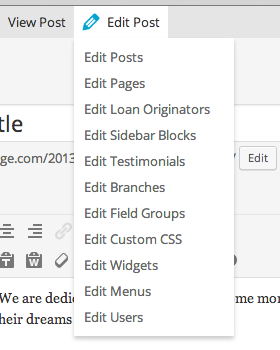 View Post Edit Post
Edit Posts
Edit Pages
tle
Edit Loan Originators
ge.com/2013 / Edit
Edit Sidebar Blocks
Edit Testimonials
Edit Branches
Edit Field Groups
Edit Custom CSS
T W
Edit Widgets
Edit Menus
We are dedic me mor
heir dreams
Edit Users